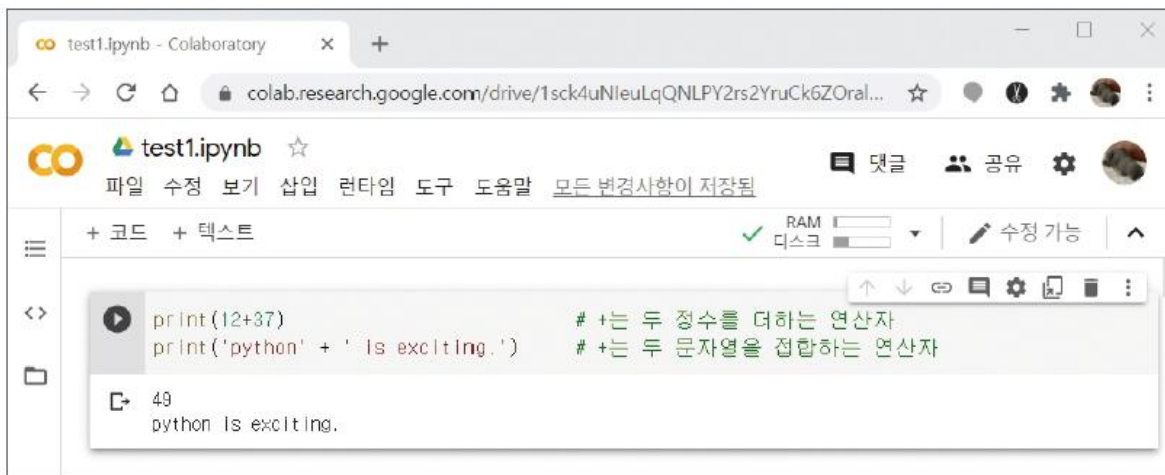 test1.ipynb - Colaboratory
colab.research.google.com/drive/1sck4uNIeuLqQNLPY2rs2YruCk6ZOral...
CO test1.ipynb
댓글 공유
파일 수정 보기 삽입 런타임 도구 도움말 모든 변경사항이 저장됨
+ 코드 + 텍스트
RAM
디스크
수정 가능
print(12+37) # +는 두 정수를 더하는 연산자
print('python' + ' is exciting.') # +는 두 문자열을 접합하는 연산자
49
python is exciting.